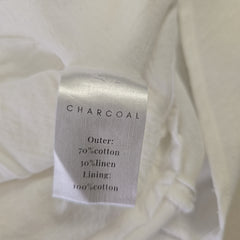 CHARCOAL
Outer:
70%cotton
30%linen
Lining:
100%cotton